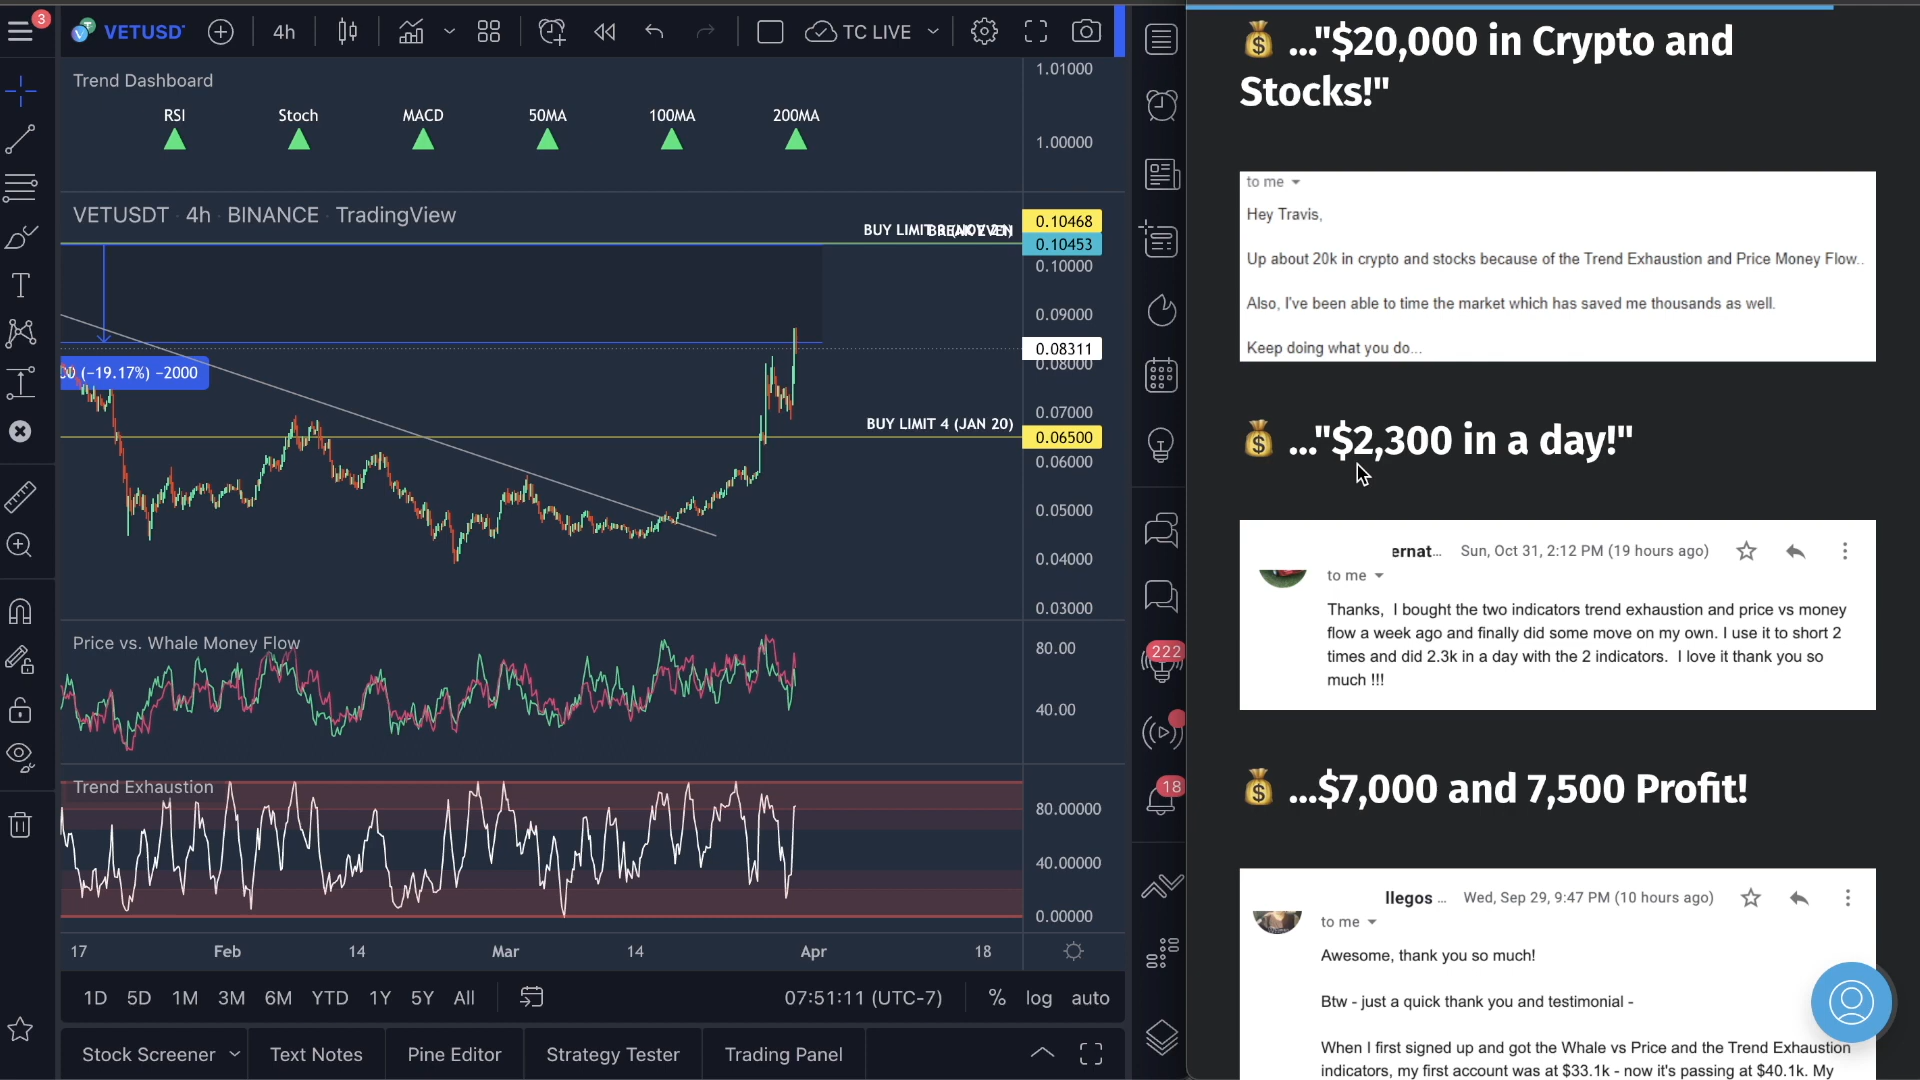 3
VETUSDT
4h
TC LIVE
Trend Dashboard
RSI Stoch MACD 50MA 100MA 200MA
1.01000
1.00000
VETUSDT · 4h · BINANCE · TradingView
0.10468
0.10453
0.10000
0.09000
0.08311
0.08000
(−19.17%) −2000
0.07000
BUY LIMIT 4 (JAN 20)
0.06500
0.06000
0.05000
0.04000
0.03000
Price vs. Whale Money Flow
80.00
40.00
Trend Exhaustion
80.00000
40.00000
0.00000
17 Feb 14 Mar 14 Apr 18
1D 5D 1M 3M 6M YTD 1Y 5Y All
07:51:11 (UTC-7)
% log auto
Stock Screener Text Notes Pine Editor Strategy Tester Trading Panel
222
18
..."$20,000 in Crypto and
Stocks!"
to me
Hey Travis,
Up about 20k in crypto and stocks because of the Trend Exhaustion and Price Money Flow..
Also, I've been able to time the market which has saved me thousands as well.
Keep doing what you do...
..."$2,300 in a day!"
ernat... Sun, Oct 31, 2:12 PM (19 hours ago)
to me
Thanks, I bought the two indicators trend exhaustion and price vs money
flow a week ago and finally did some move on my own. I use it to short 2
times and did 2.3k in a day with the 2 indicators. I love it thank you so
much !!!
...$7,000 and 7,500 Profit!
llegos ... Wed, Sep 29, 9:47 PM (10 hours ago)
to me
Awesome, thank you so much!
Btw - just a quick thank you and testimonial -
When I first signed up and got the Whale vs Price and the Trend Exhaustion
indicators, my first account was at $33.1k - now it's passing at $40.1k. My